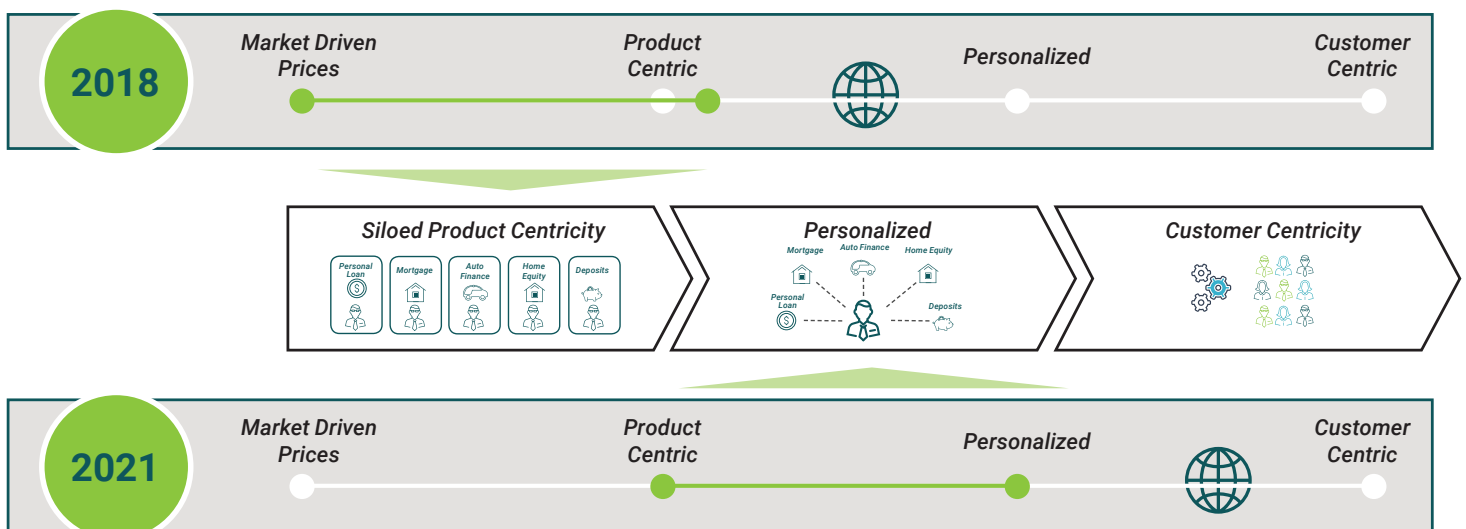 2018
Market Driven
Prices
Product
Centric
Personalized
Customer
Centric
Siloed Product Centricity
Personal
Loan
Mortgage
Auto
Finance
Home
Equity
Deposits
Personalized
Mortgage
Auto Finance
Home Equity
Personal
Loan
Deposits
Customer Centricity
2021
Market Driven
Prices
Product
Centric
Personalized
Customer
Centric